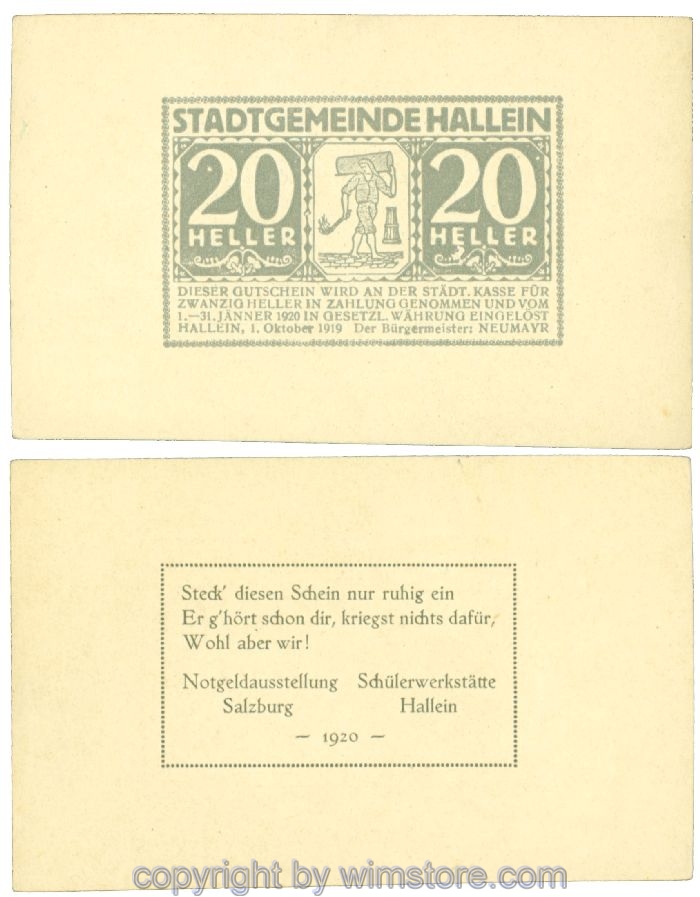 STADTGEMEINDE HALLEIN
20 20
HELLER HELLER
DIESER GUTSCHEIN WIRD AN DER STÄDT. KASSE FÜR
ZWANZIG HELLER IN ZAHLUNG GENOMMEN UND VOM
1.—31. JÄNNER 1920 IN GESETZL. WÄHRUNG EINGELÖST
HALLEIN, 1. Oktober 1919 Der Bürgermeister: NEUMAYR
Steck' diesen Schein nur ruhig ein
Er g'hört schon dir, kriegst nichts dafür,
Wohl aber wir!
Notgeldausstellung Schülerwerkstätte
Salzburg Hallein
— 1920 —
copyright by wimstore.com